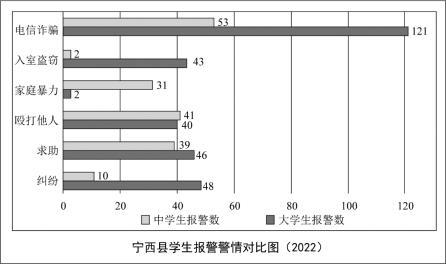 电信诈骗 53
121
入室盗窃 2
43
家庭暴力 31
2
殴打他人 41
40
求助 39
46
纠纷 10
48
0 20 40 60 80 100 120
中学生报警数 大学生报警数
宁西县学生报警警情对比图（2022）